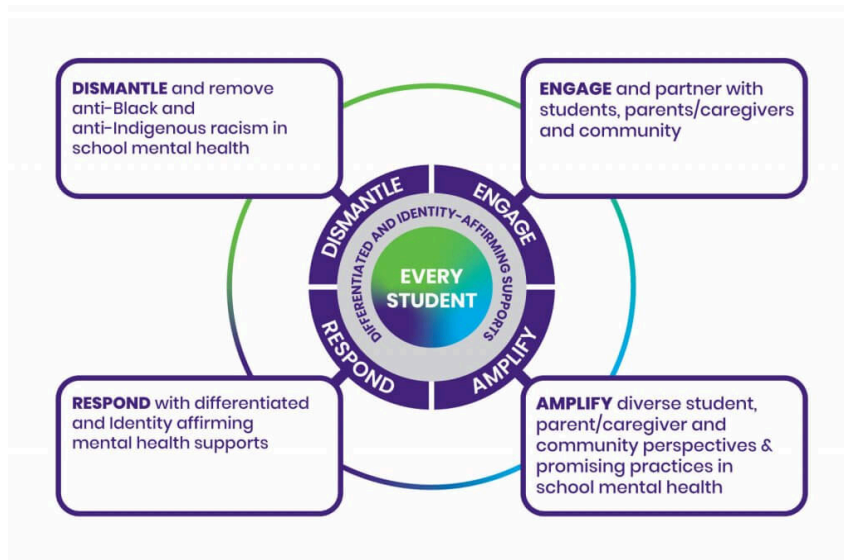 DISMANTLE and remove
anti-Black and
anti-Indigenous racism in
school mental health
ENGAGE and partner with
students, parents/caregivers
and community
DISMANTLE
ENGAGE
DIFFERENTIATED AND IDENTITY-AFFIRMING SUPPORTS
EVERY
STUDENT
RESPOND
AMPLIFY
RESPOND with differentiated
and Identity affirming
mental health supports
AMPLIFY diverse student,
parent/caregiver and
community perspectives &
promising practices in
school mental health